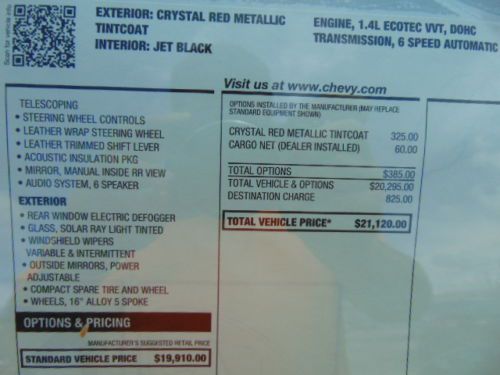 Scan for vehicle info
EXTERIOR: CRYSTAL RED METALLIC
TINTCOAT
INTERIOR: JET BLACK
ENGINE, 1.4L ECOTEC VVT, DOHC
TRANSMISSION, 6 SPEED AUTOMATIC
Visit us at www.chevy.com
TELESCOPING
• STEERING WHEEL CONTROLS
• LEATHER WRAP STEERING WHEEL
• LEATHER TRIMMED SHIFT LEVER
• ACOUSTIC INSULATION PKG
• MIRROR, MANUAL INSIDE RR VIEW
• AUDIO SYSTEM, 6 SPEAKER
EXTERIOR
• REAR WINDOW ELECTRIC DEFOGGER
• GLASS, SOLAR RAY LIGHT TINTED
• WINDSHIELD WIPERS
VARIABLE & INTERMITTENT
• OUTSIDE MIRRORS, POWER
ADJUSTABLE
• COMPACT SPARE TIRE AND WHEEL
• WHEELS, 16" ALLOY 5 SPOKE
OPTIONS & PRICING
MANUFACTURER'S SUGGESTED RETAIL PRICE
STANDARD VEHICLE PRICE $19,910.00
OPTIONS INSTALLED BY THE MANUFACTURER (MAY REPLACE
STANDARD EQUIPMENT SHOWN)
CRYSTAL RED METALLIC TINTCOAT 325.00
CARGO NET (DEALER INSTALLED) 60.00
TOTAL OPTIONS $385.00
TOTAL VEHICLE & OPTIONS $20,295.00
DESTINATION CHARGE 825.00
TOTAL VEHICLE PRICE* $21,120.00